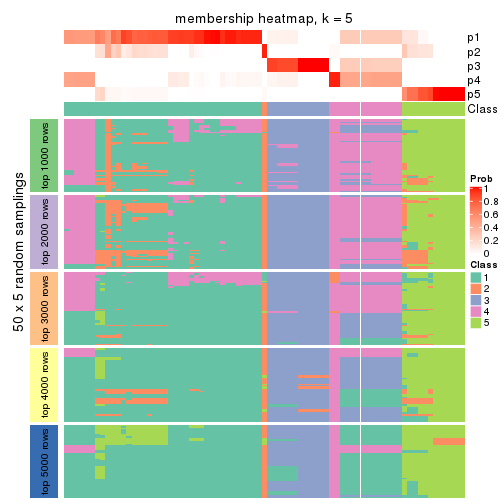 membership heatmap, k = 5
p1
p2
p3
p4
p5
Class
50 x 5 random samplings
top 1000 rows
top 2000 rows
top 3000 rows
top 4000 rows
top 5000 rows
Prob
1
0.8
0.6
0.4
0.2
0
Class
1
2
3
4
5